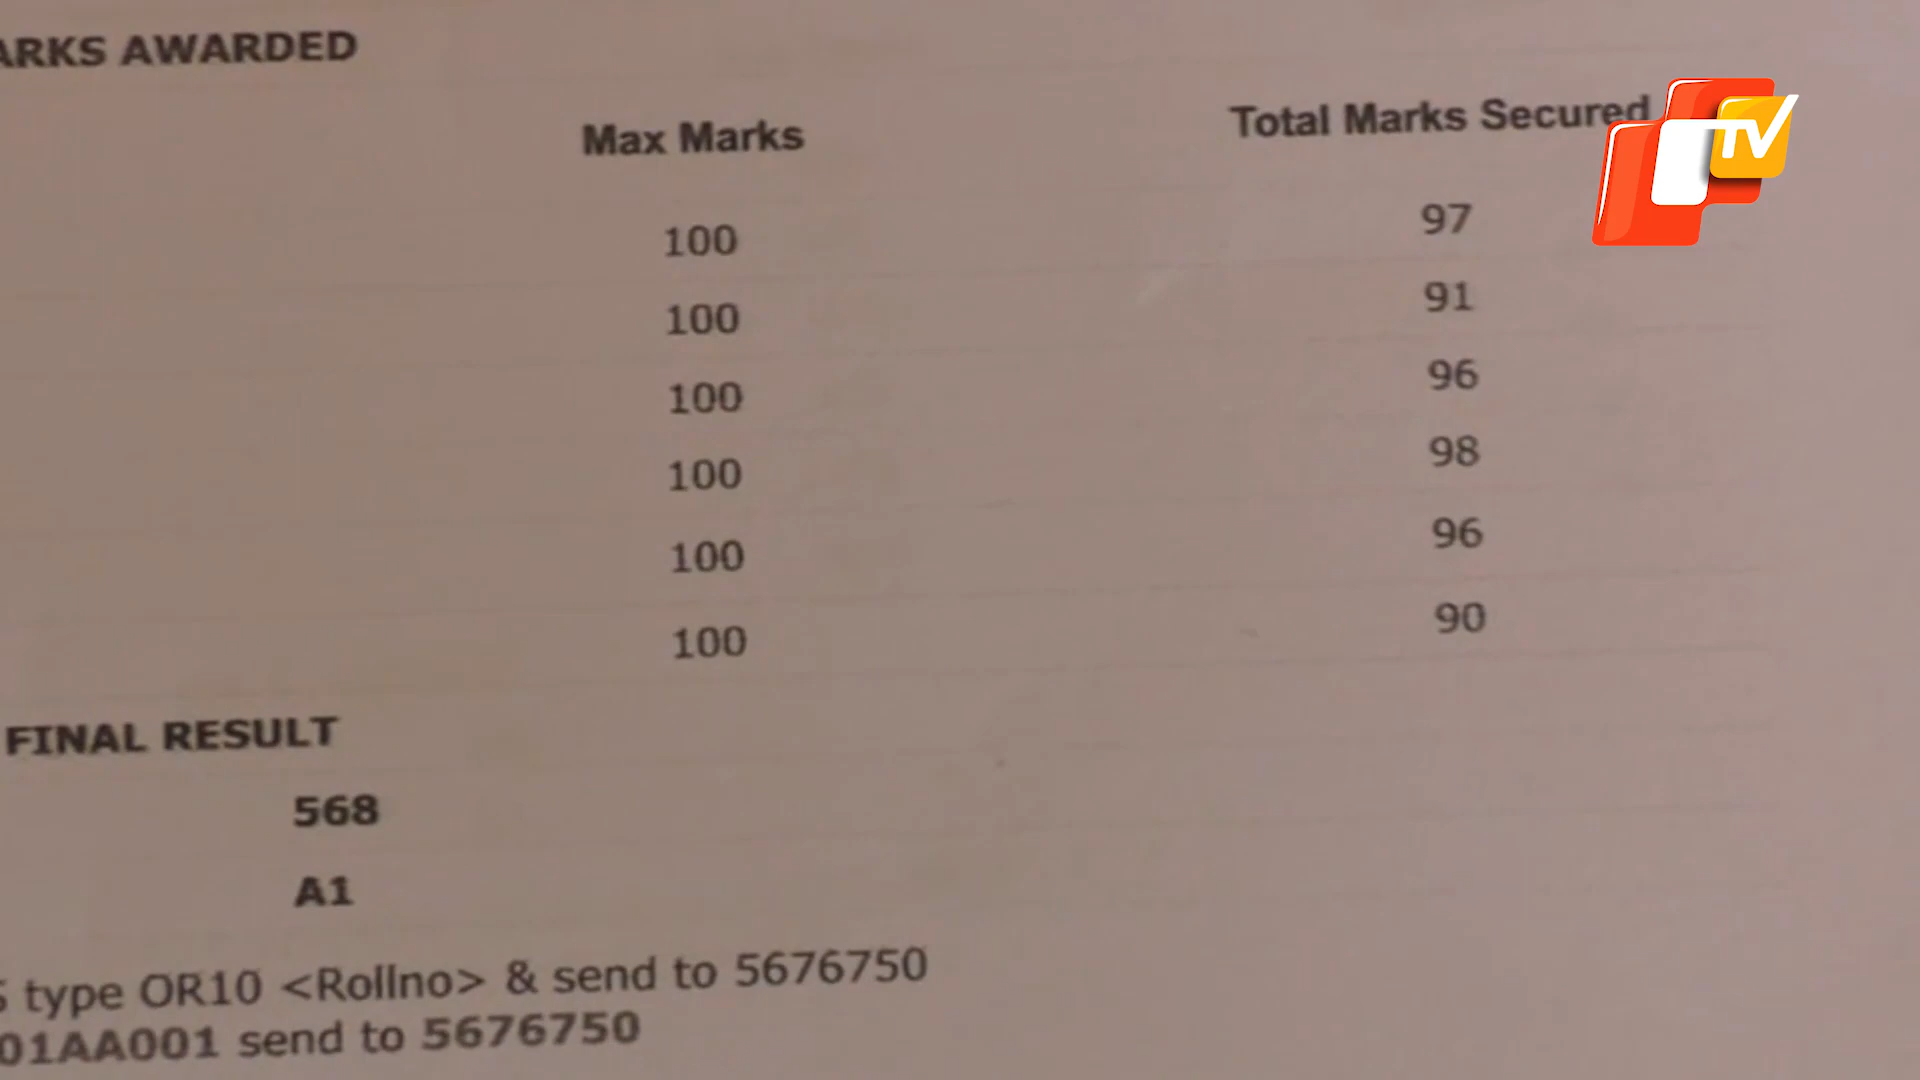 ARKS AWARDED
Max Marks Total Marks Secured
100 97
100 91
100 96
100 98
100 96
100 90
FINAL RESULT
568
A1
type OR10 <Rollno> & send to 5676750
01AA001 send to 5676750
TV